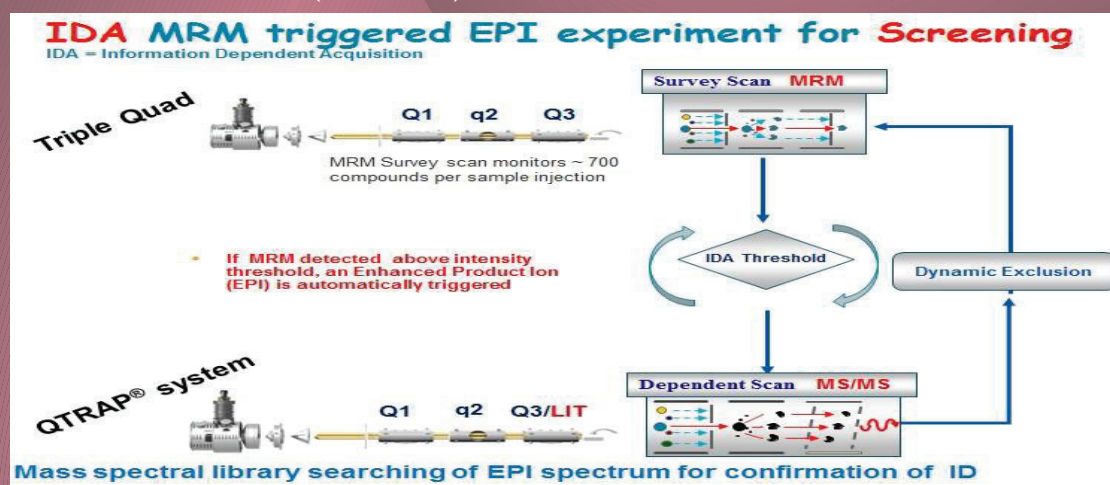 IDA MRM triggered EPI experiment for Screening
IDA = Information Dependent Acquisition
Triple Quad
Q1 q2 Q3
MRM Survey scan monitors ~ 700
compounds per sample injection
Survey Scan MRM
• If MRM detected above intensity
threshold, an Enhanced Product Ion
(EPI) is automatically triggered
IDA Threshold
Dynamic Exclusion
QTRAP® system
Q1 q2 Q3/LIT
Dependent Scan MS/MS
Mass spectral library searching of EPI spectrum for confirmation of ID